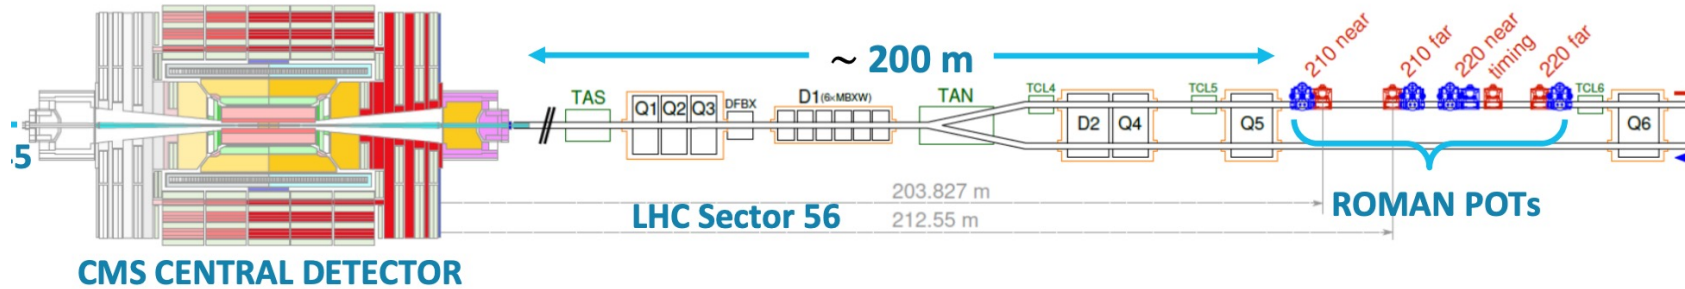 ~ 200 m
210 near
210 far
220 near
timing
220 far
TAS
Q1 Q2 Q3
DFBX
D1(6×MBXW)
TAN
TCL4
D2
Q4
TCL5
Q5
TCL6
Q6
-5
203.827 m
LHC Sector 56
212.55 m
ROMAN POTs
CMS CENTRAL DETECTOR